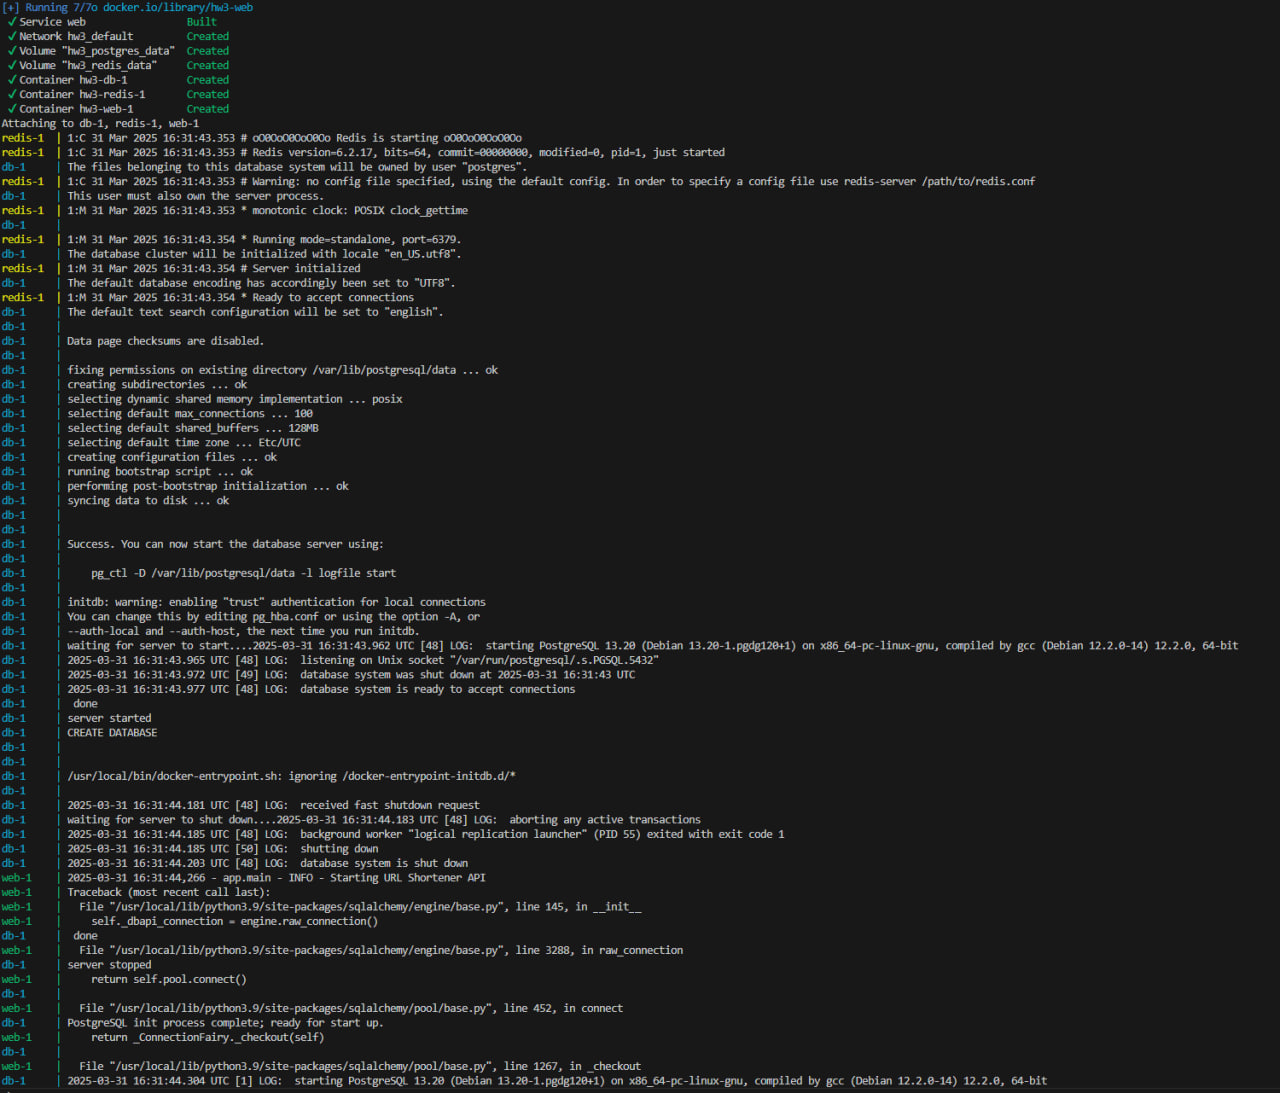 [+] Running 7/7o docker.io/library/hw3-web
✓ Service web Built
✓ Network hw3_default Created
✓ Volume "hw3_postgres_data" Created
✓ Volume "hw3_redis_data" Created
✓ Container hw3-db-1 Created
✓ Container hw3-redis-1 Created
✓ Container hw3-web-1 Created
Attaching to db-1, redis-1, web-1
redis-1 | 1:C 31 Mar 2025 16:31:43.353 # oO0OoO0OoO0Oo Redis is starting oO0OoO0OoO0Oo
redis-1 | 1:C 31 Mar 2025 16:31:43.353 # Redis version=6.2.17, bits=64, commit=00000000, modified=0, pid=1, just started
db-1 | The files belonging to this database system will be owned by user "postgres".
redis-1 | 1:C 31 Mar 2025 16:31:43.353 # Warning: no config file specified, using the default config. In order to specify a config file use redis-server /path/to/redis.conf
db-1 | This user must also own the server process.
redis-1 | 1:M 31 Mar 2025 16:31:43.353 * monotonic clock: POSIX clock_gettime
db-1 |
redis-1 | 1:M 31 Mar 2025 16:31:43.354 * Running mode=standalone, port=6379.
db-1 | The database cluster will be initialized with locale "en_US.utf8".
redis-1 | 1:M 31 Mar 2025 16:31:43.354 # Server initialized
db-1 | The default database encoding has accordingly been set to "UTF8".
redis-1 | 1:M 31 Mar 2025 16:31:43.354 * Ready to accept connections
db-1 | The default text search configuration will be set to "english".
db-1 |
db-1 | Data page checksums are disabled.
db-1 |
db-1 | fixing permissions on existing directory /var/lib/postgresql/data ... ok
db-1 | creating subdirectories ... ok
db-1 | selecting dynamic shared memory implementation ... posix
db-1 | selecting default max_connections ... 100
db-1 | selecting default shared_buffers ... 128MB
db-1 | selecting default time zone ... Etc/UTC
db-1 | creating configuration files ... ok
db-1 | running bootstrap script ... ok
db-1 | performing post-bootstrap initialization ... ok
db-1 | syncing data to disk ... ok
db-1 |
db-1 |
db-1 | Success. You can now start the database server using:
db-1 |
db-1 | pg_ctl -D /var/lib/postgresql/data -l logfile start
db-1 |
db-1 | initdb: warning: enabling "trust" authentication for local connections
db-1 | You can change this by editing pg_hba.conf or using the option -A, or
db-1 | --auth-local and --auth-host, the next time you run initdb.
db-1 | waiting for server to start....2025-03-31 16:31:43.962 UTC [48] LOG:  starting PostgreSQL 13.20 (Debian 13.20-1.pgdg120+1) on x86_64-pc-linux-gnu, compiled by gcc (Debian 12.2.0-14) 12.2.0, 64-bit
db-1 | 2025-03-31 16:31:43.965 UTC [48] LOG:  listening on Unix socket "/var/run/postgresql/.s.PGSQL.5432"
db-1 | 2025-03-31 16:31:43.972 UTC [49] LOG:  database system was shut down at 2025-03-31 16:31:43 UTC
db-1 | 2025-03-31 16:31:43.977 UTC [48] LOG:  database system is ready to accept connections
db-1 | done
db-1 | server started
db-1 | CREATE DATABASE
db-1 |
db-1 |
db-1 | /usr/local/bin/docker-entrypoint.sh: ignoring /docker-entrypoint-initdb.d/*
db-1 |
db-1 | 2025-03-31 16:31:44.181 UTC [48] LOG:  received fast shutdown request
db-1 | waiting for server to shut down....2025-03-31 16:31:44.183 UTC [48] LOG:  aborting any active transactions
db-1 | 2025-03-31 16:31:44.185 UTC [48] LOG:  background worker "logical replication launcher" (PID 55) exited with exit code 1
db-1 | 2025-03-31 16:31:44.185 UTC [50] LOG:  shutting down
db-1 | 2025-03-31 16:31:44.203 UTC [48] LOG:  database system is shut down
web-1 | 2025-03-31 16:31:44,266 - app.main - INFO - Starting URL Shortener API
web-1 | Traceback (most recent call last):
web-1 | File "/usr/local/lib/python3.9/site-packages/sqlalchemy/engine/base.py", line 145, in __init__
web-1 | self._dbapi_connection = engine.raw_connection()
db-1 | done
web-1 | File "/usr/local/lib/python3.9/site-packages/sqlalchemy/engine/base.py", line 3288, in raw_connection
db-1 | server stopped
web-1 | return self.pool.connect()
db-1 |
web-1 | File "/usr/local/lib/python3.9/site-packages/sqlalchemy/pool/base.py", line 452, in connect
db-1 | PostgreSQL init process complete; ready for start up.
web-1 | return _ConnectionFairy._checkout(self)
db-1 |
web-1 | File "/usr/local/lib/python3.9/site-packages/sqlalchemy/pool/base.py", line 1267, in _checkout
db-1 | 2025-03-31 16:31:44.304 UTC [1] LOG:  starting PostgreSQL 13.20 (Debian 13.20-1.pgdg120+1) on x86_64-pc-linux-gnu, compiled by gcc (Debian 12.2.0-14) 12.2.0, 64-bit